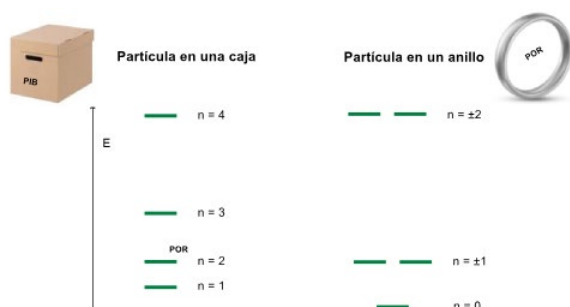 Partícula en una caja
PIB
E
n = 4
n = 3
POR
n = 2
n = 1
Partícula en un anillo
POR
n = ±2
n = ±1
n = 0